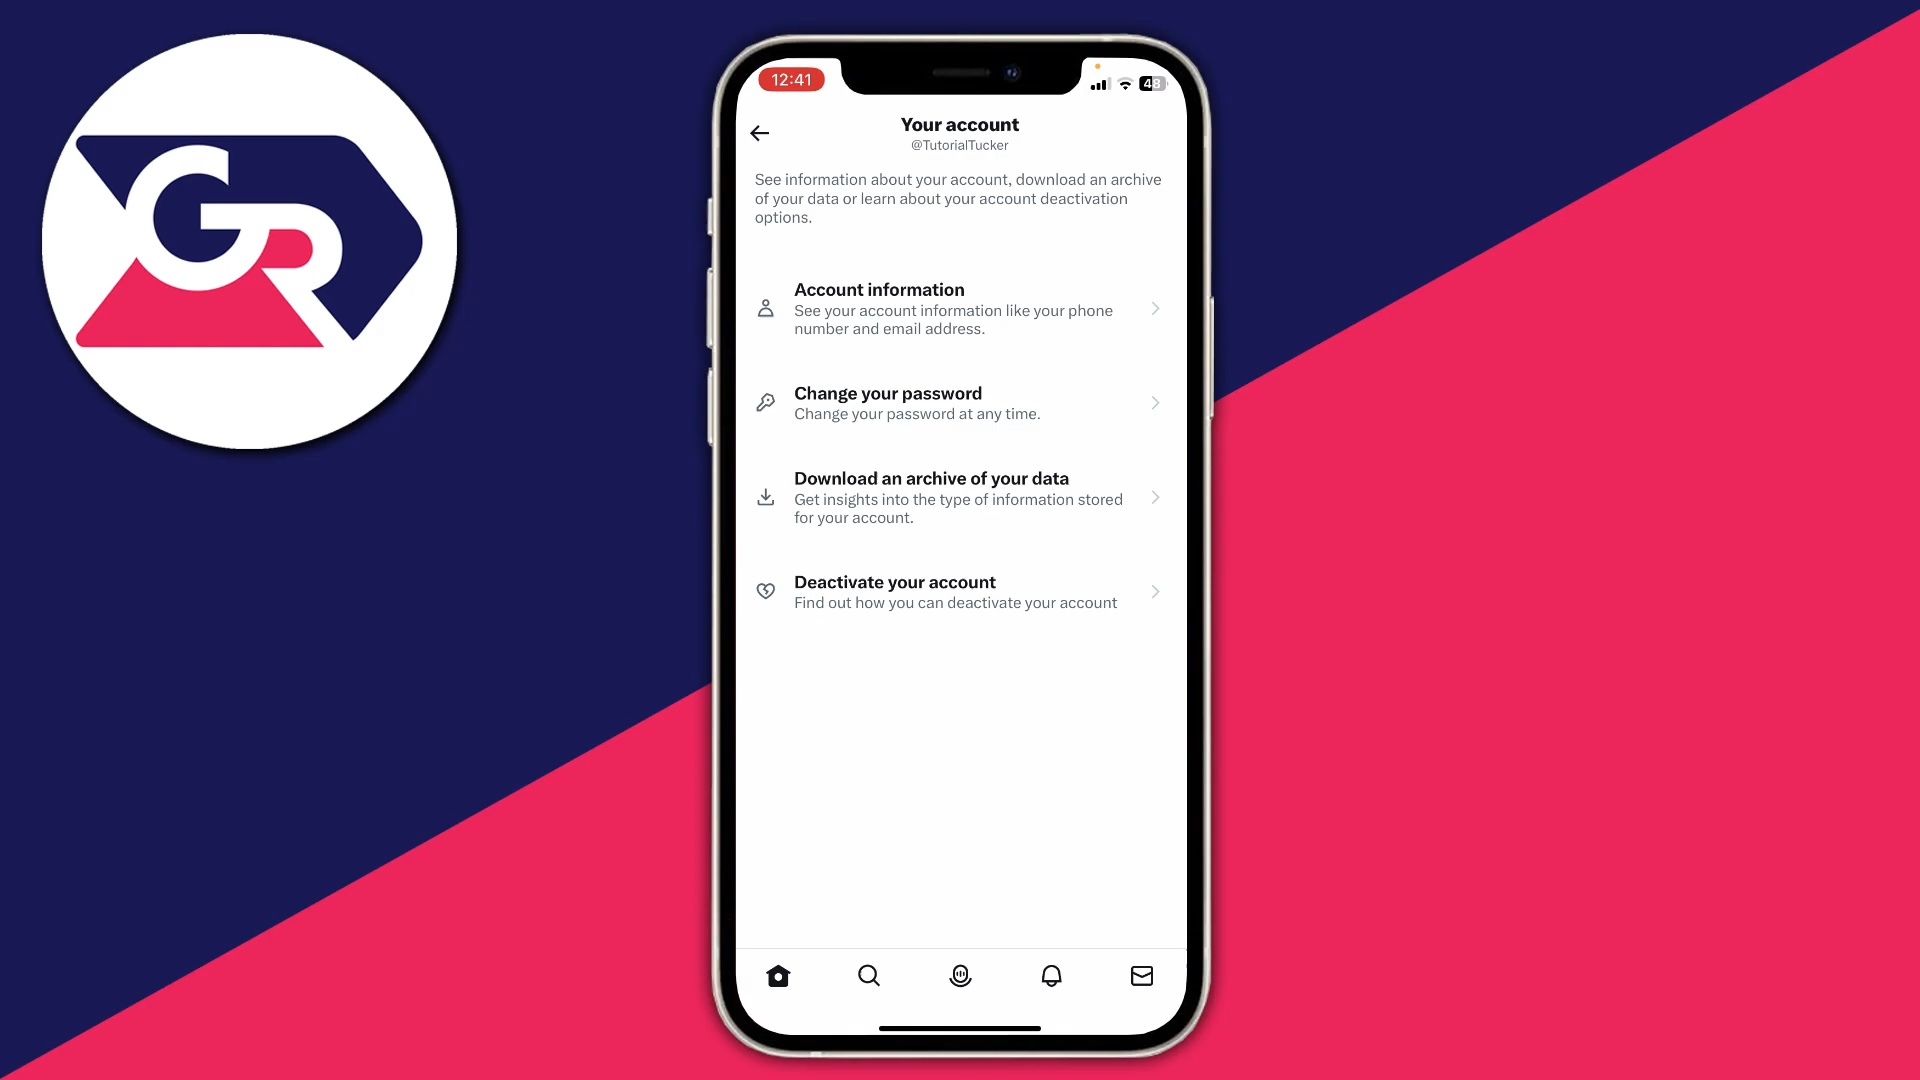 GR
12:41
48
Your account
@TutorialTucker
See information about your account, download an archive
of your data or learn about your account deactivation
options.
Account information
See your account information like your phone
number and email address.
Change your password
Change your password at any time.
Download an archive of your data
Get insights into the type of information stored
for your account.
Deactivate your account
Find out how you can deactivate your account